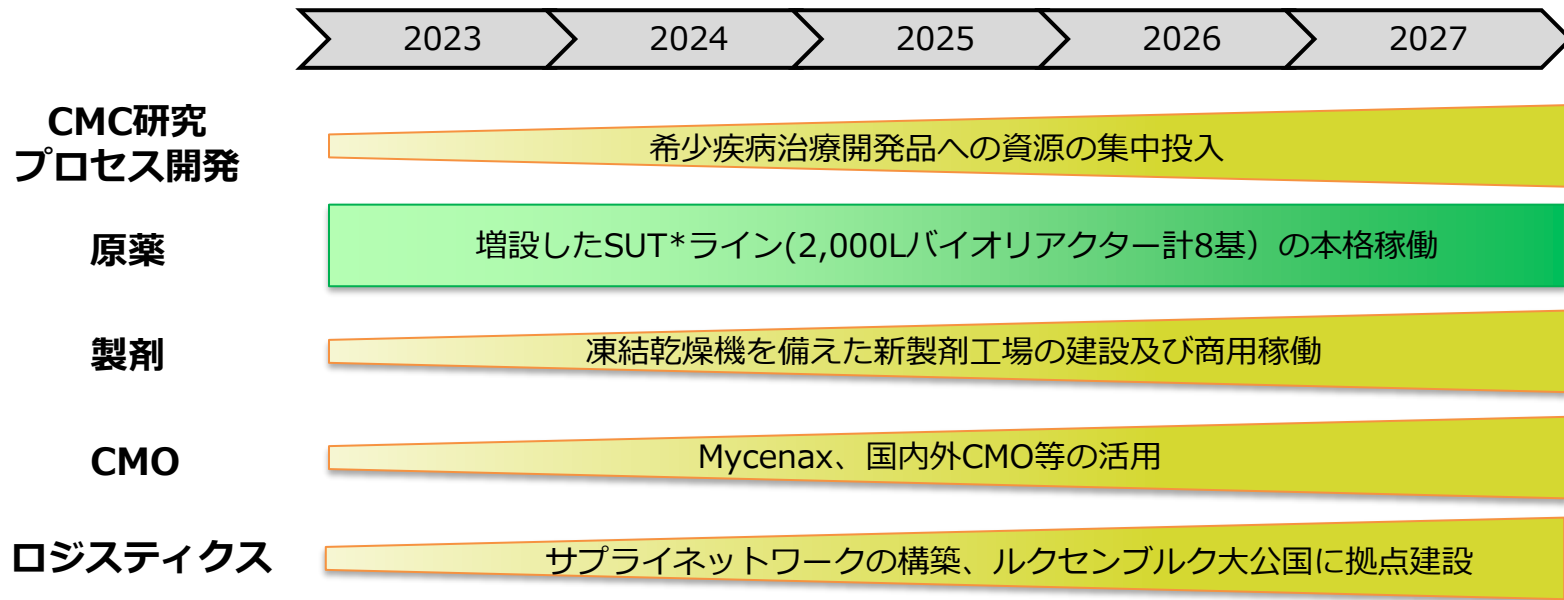 2023 2024 2025 2026 2027
CMC研究
プロセス開発
希少疾病治療開発品への資源の集中投入
原薬
増設したSUT*ライン(2,000Lバイオリアクター計8基）の本格稼働
製剤
凍結乾燥機を備えた新製剤工場の建設及び商用稼働
CMO
Mycenax、国内外CMO等の活用
ロジスティクス
サプライネットワークの構築、ルクセンブルク大公国に拠点建設